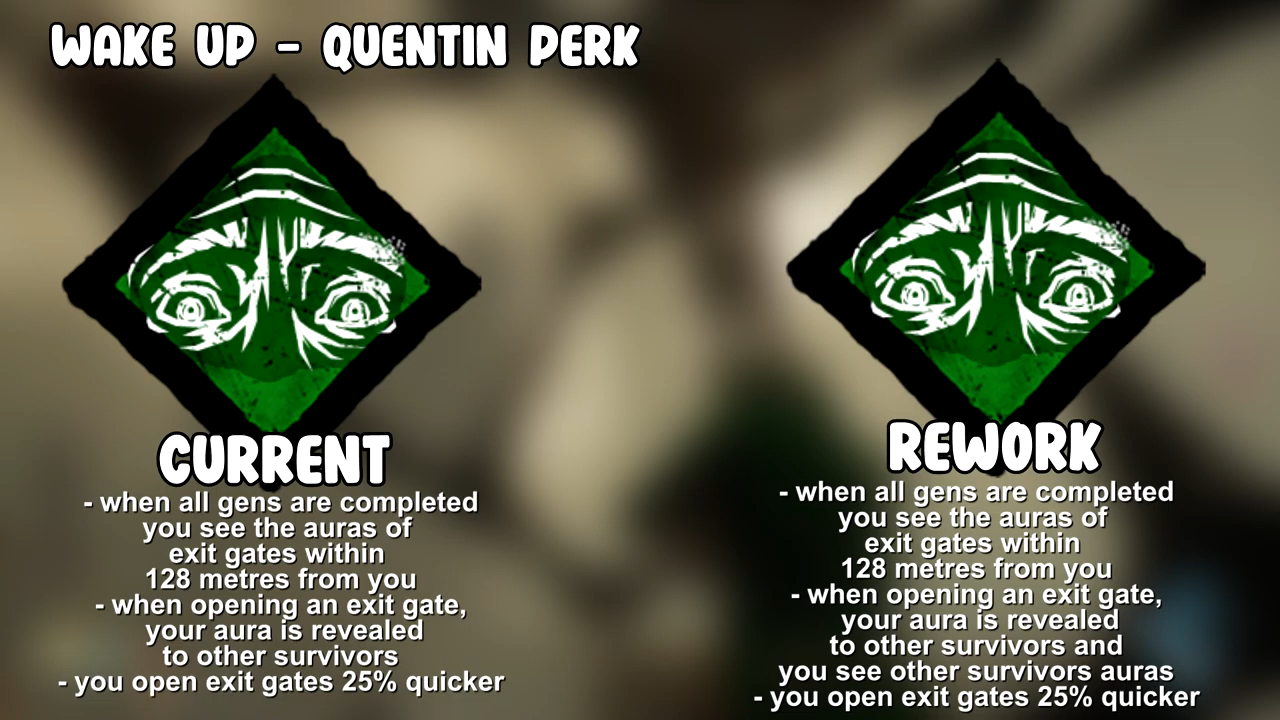 WAKE UP - QUENTIN PERK
CURRENT
- when all gens are completed
you see the auras of
exit gates within
128 metres from you
- when opening an exit gate,
your aura is revealed
to other survivors
- you open exit gates 25% quicker
REWORK
- when all gens are completed
you see the auras of
exit gates within
128 metres from you
- when opening an exit gate,
your aura is revealed
to other survivors and
you see other survivors auras
- you open exit gates 25% quicker